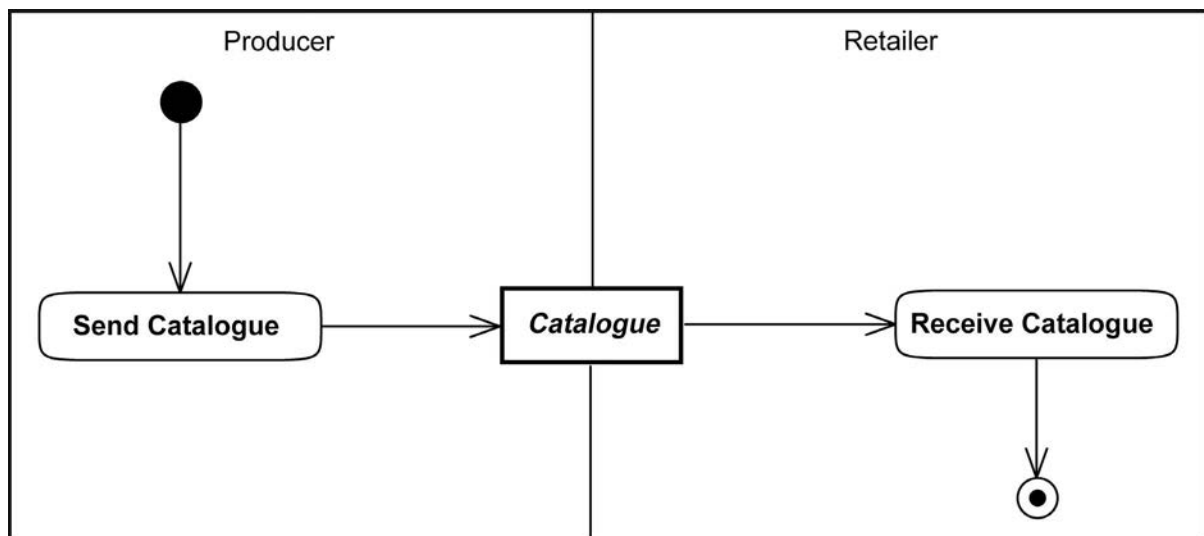 Producer
Retailer
Send Catalogue
Catalogue
Receive Catalogue